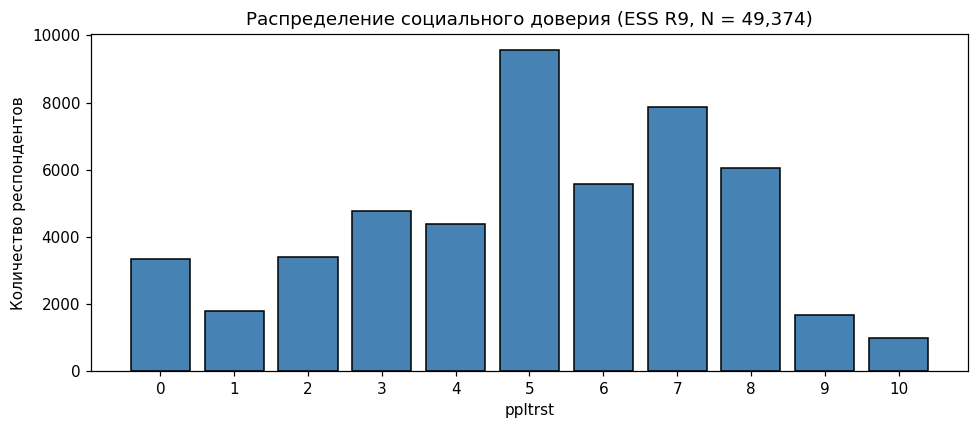 Распределение социального доверия (ESS R9, N = 49,374)
Количество респондентов
10000
8000
6000
4000
2000
0
0 1 2 3 4 5 6 7 8 9 10
ppltrst